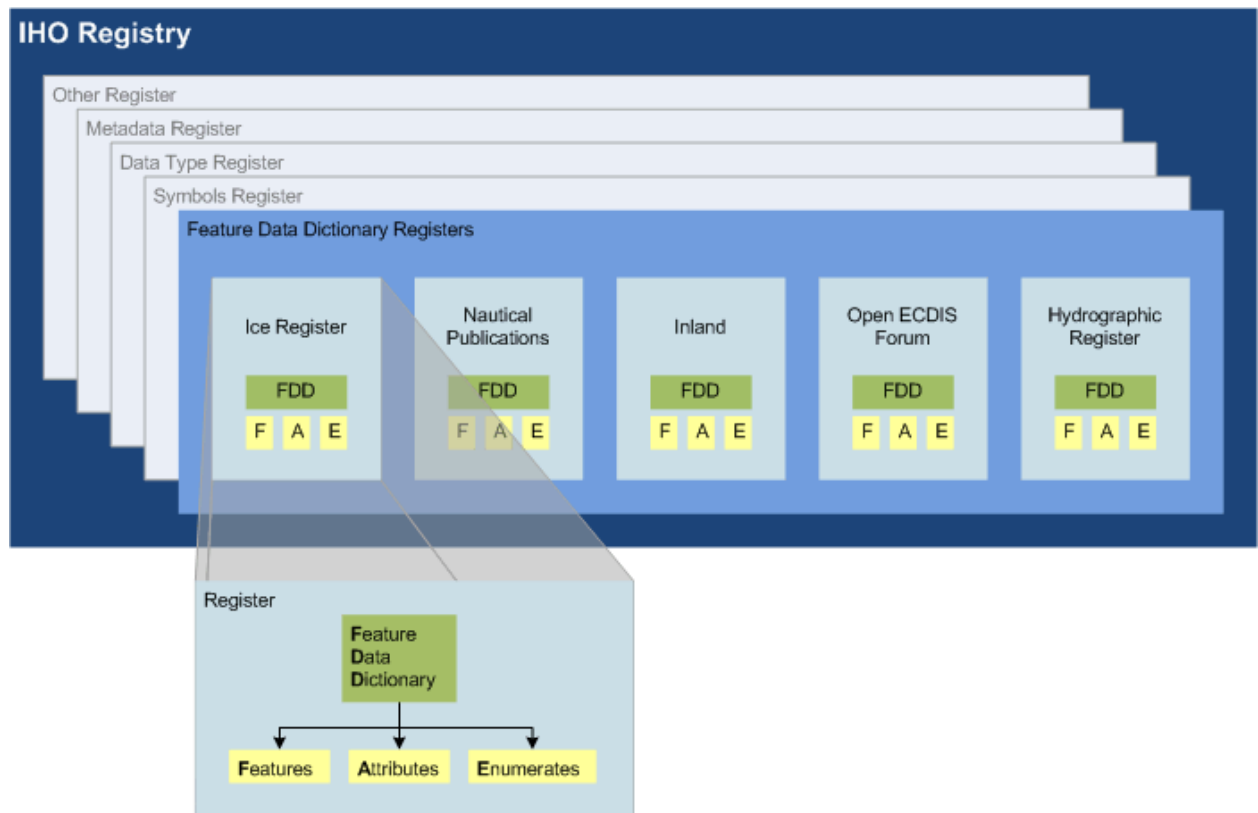 IHO Registry
Other Register
Metadata Register
Data Type Register
Symbols Register
Feature Data Dictionary Registers
Ice Register
FDD
F A E
Nautical
Publications
FDD
F A E
Inland
FDD
F A E
Open ECDIS
Forum
FDD
F A E
Hydrographic
Register
FDD
F A E
Register
Feature
Data
Dictionary
Features
Attributes
Enumerates